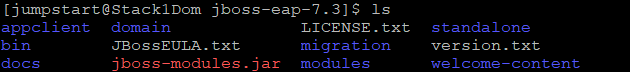 [jumpstart@Stack1Dom jboss-eap-7.3]$ ls
appclient  domain            LICENSE.txt  standalone
bin        JBossEULA.txt     migration    version.txt
docs       jboss-modules.jar  modules      welcome-content